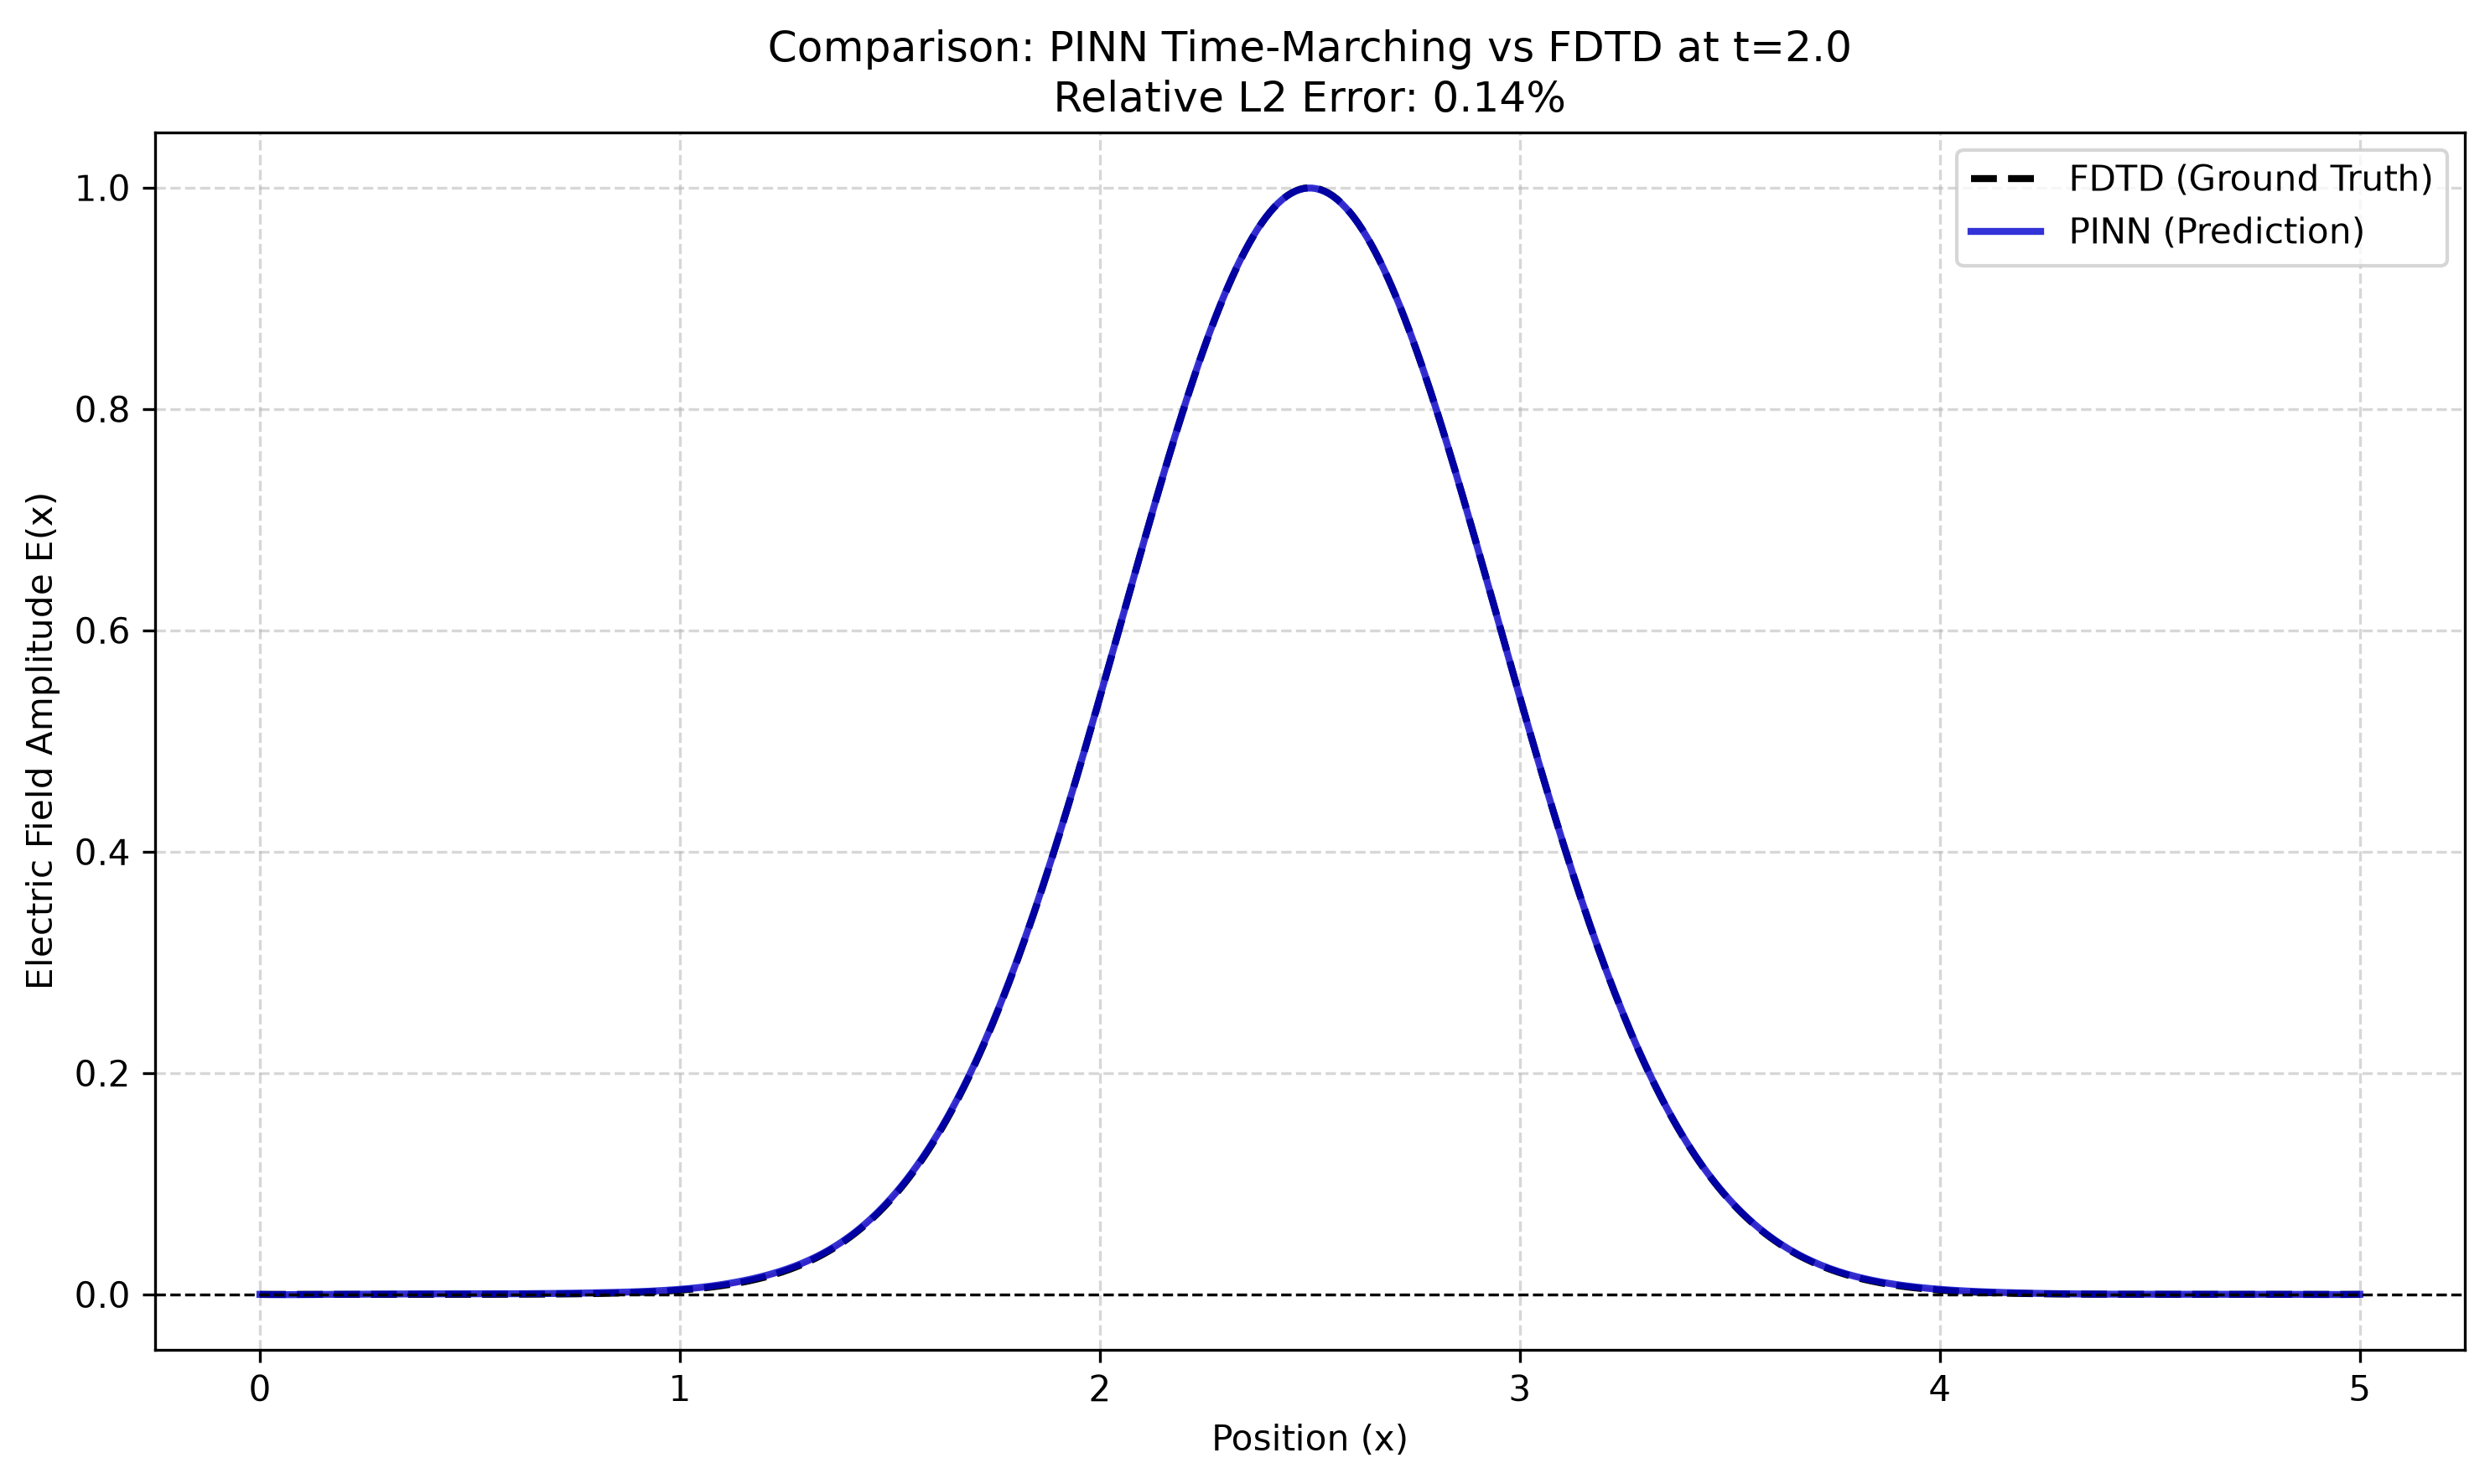 Comparison: PINN Time-Marching vs FDTD at t=2.0
Relative L2 Error: 0.14%
FDTD (Ground Truth)
PINN (Prediction)
Electric Field Amplitude E(x)
1.0
0.8
0.6
0.4
0.2
0.0
0 1 2 3 4 5
Position (x)